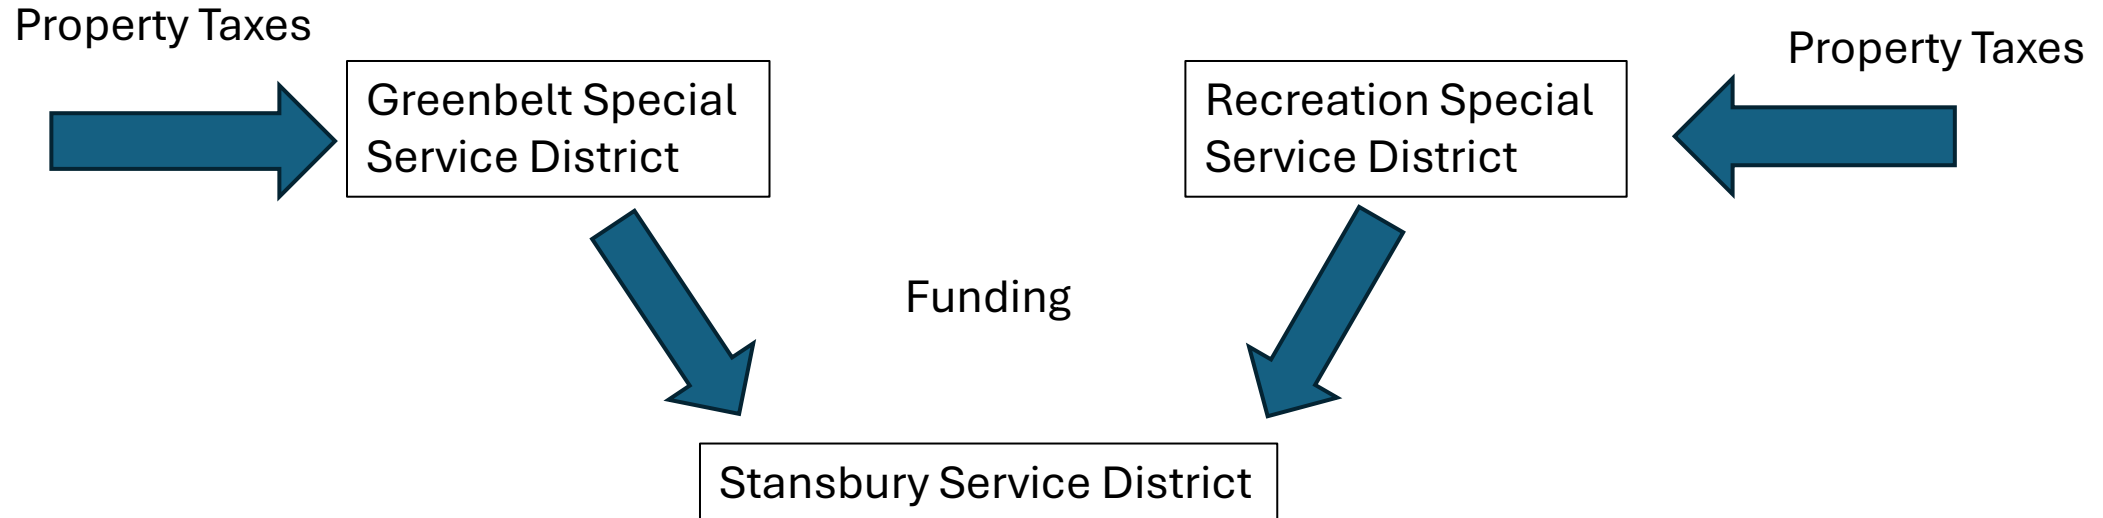 Property Taxes
Property Taxes
Greenbelt Special
Service District
Recreation Special
Service District
Funding
Stansbury Service District